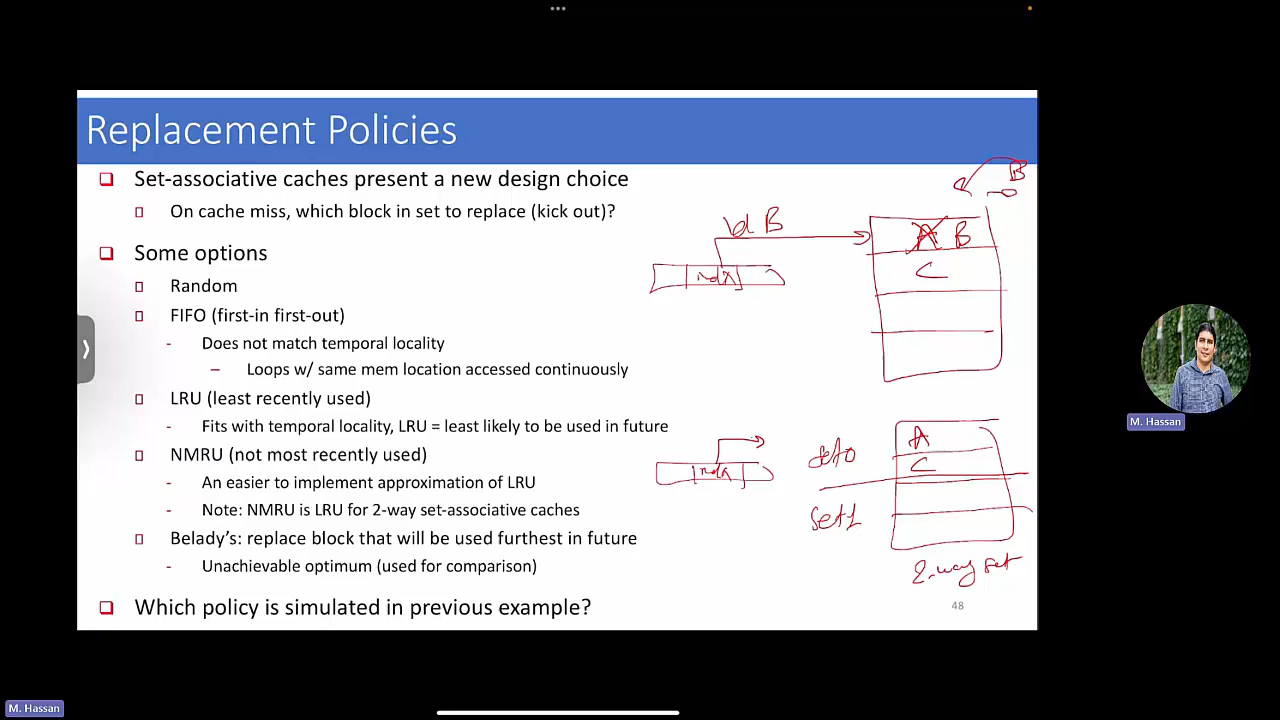 Replacement Policies
Set-associative caches present a new design choice
On cache miss, which block in set to replace (kick out)?
Some options
Random
FIFO (first-in first-out)
- Does not match temporal locality
– Loops w/ same mem location accessed continuously
LRU (least recently used)
- Fits with temporal locality, LRU = least likely to be used in future
NMRU (not most recently used)
- An easier to implement approximation of LRU
- Note: NMRU is LRU for 2-way set-associative caches
Belady's: replace block that will be used furthest in future
- Unachievable optimum (used for comparison)
Which policy is simulated in previous example?
48
B
ld B
A B
indx
C
A
set0
C
indx
set1
2-way set
M. Hassan
M. Hassan